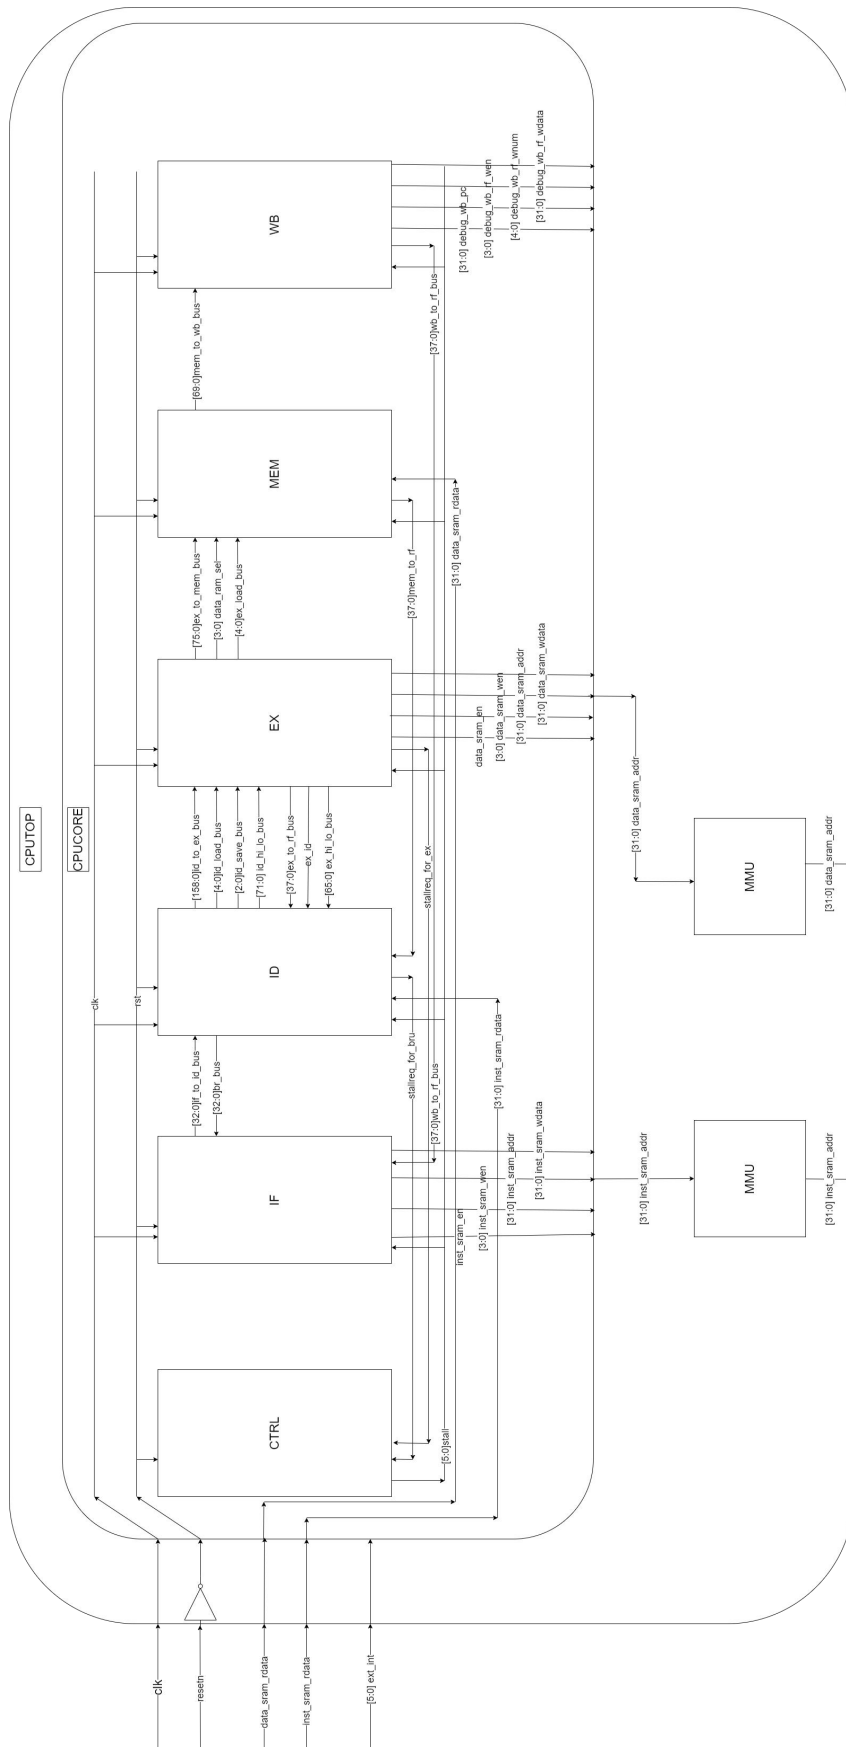 CPUTOP
CPUCORE
clk
rst
WB
MEM
EX
ID
IF
CTRL
[69:0]mem_to_wb_bus
[75:0]ex_to_mem_bus
[3:0] data_ram_sel
[4:0]ex_load_bus
[158:0]id_to_ex_bus
[4:0]id_load_bus
[2:0]id_save_bus
[71:0] id_hi_lo_bus
[37:0]ex_to_rf_bus
ex_id
[65:0] ex_hi_lo_bus
[32:0]if_to_id_bus
[32:0]br_bus
[31:0] debug_wb_pc
[3:0] debug_wb_rf_wen
[4:0] debug_wb_rf_wnum
[31:0] debug_wb_rf_wdata
[37:0]wb_to_rf_bus
[37:0]mem_to_rf
[31:0] data_sram_rdata
data_sram_en
[3:0] data_sram_wen
[31:0] data_sram_addr
[31:0] data_sram_wdata
stallreq_for_ex
stallreq_for_bru
[37:0]wb_to_rf_bus
[31:0] inst_sram_rdata
inst_sram_en
[3:0] inst_sram_wen
[31:0] inst_sram_addr
[31:0] inst_sram_wdata
[5:0]stall
[31:0] data_sram_addr
MMU
[31:0] data_sram_addr
[31:0] inst_sram_addr
MMU
[31:0] inst_sram_addr
clk
resetn
data_sram_rdata
inst_sram_rdata
[5:0] ext_int